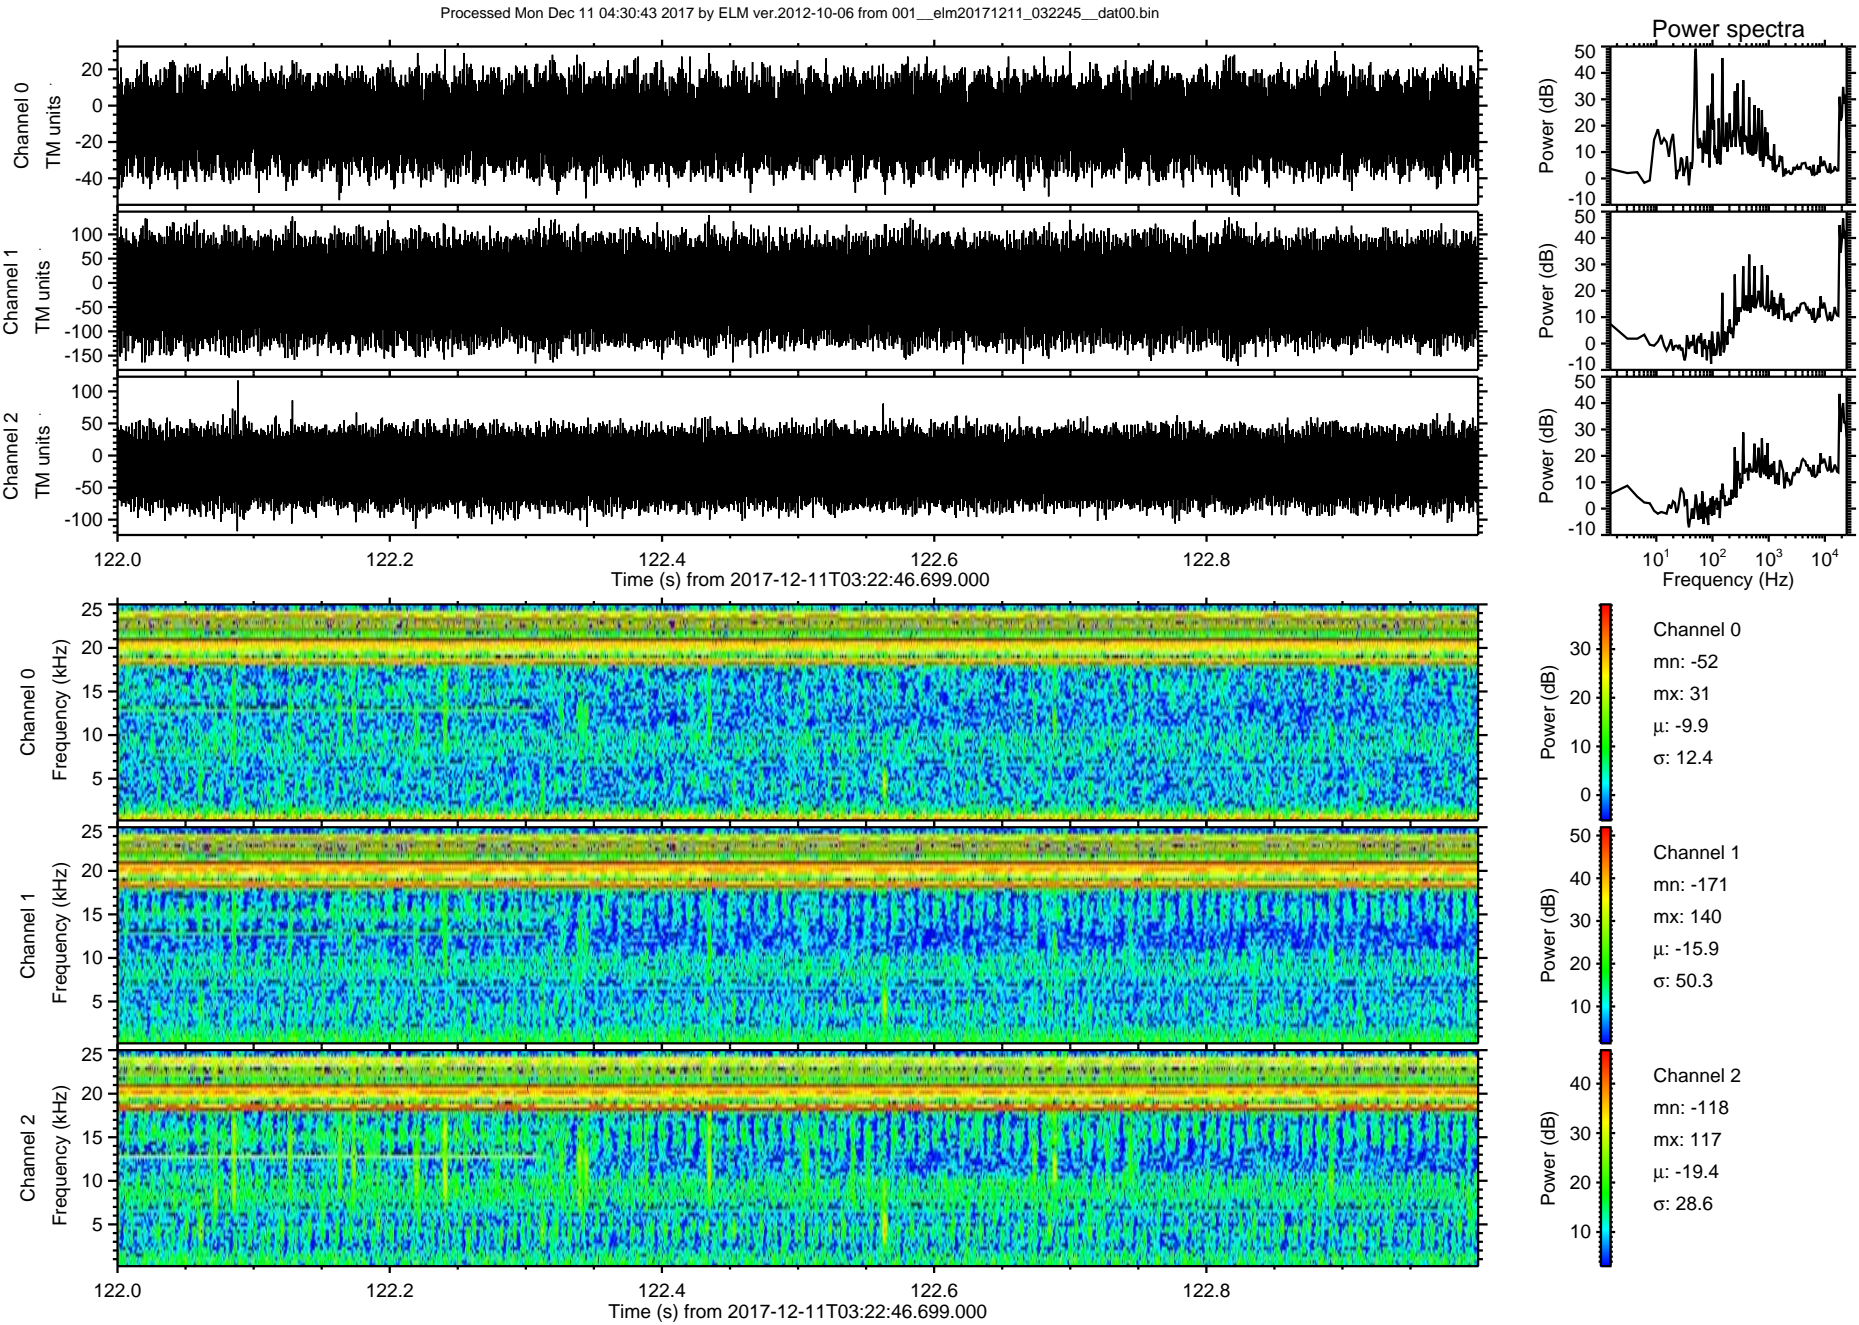 Processed Mon Dec 11 04:30:43 2017 by ELM ver.2012-10-06 from 001__elm20171211_032245__dat00.bin
Power spectra
Channel 0
TM units
20
0
-20
-40
Power (dB)
50
40
30
20
10
0
-10
Channel 1
TM units
100
50
0
-50
-100
-150
Power (dB)
50
40
30
20
10
0
-10
Channel 2
TM units
100
50
0
-50
-100
Power (dB)
50
40
30
20
10
0
-10
122.0 122.2 122.4 122.6 122.8
Time (s) from 2017-12-11T03:22:46.699.000
10^1 10^2 10^3 10^4
Frequency (Hz)
Channel 0
Frequency (kHz)
25
20
15
10
5
Power (dB)
30
20
10
0
Channel 0
mn: -52
mx: 31
μ: -9.9
σ: 12.4
Channel 1
Frequency (kHz)
25
20
15
10
5
Power (dB)
50
40
30
20
10
Channel 1
mn: -171
mx: 140
μ: -15.9
σ: 50.3
Channel 2
Frequency (kHz)
25
20
15
10
5
Power (dB)
40
30
20
10
Channel 2
mn: -118
mx: 117
μ: -19.4
σ: 28.6
122.0 122.2 122.4 122.6 122.8
Time (s) from 2017-12-11T03:22:46.699.000